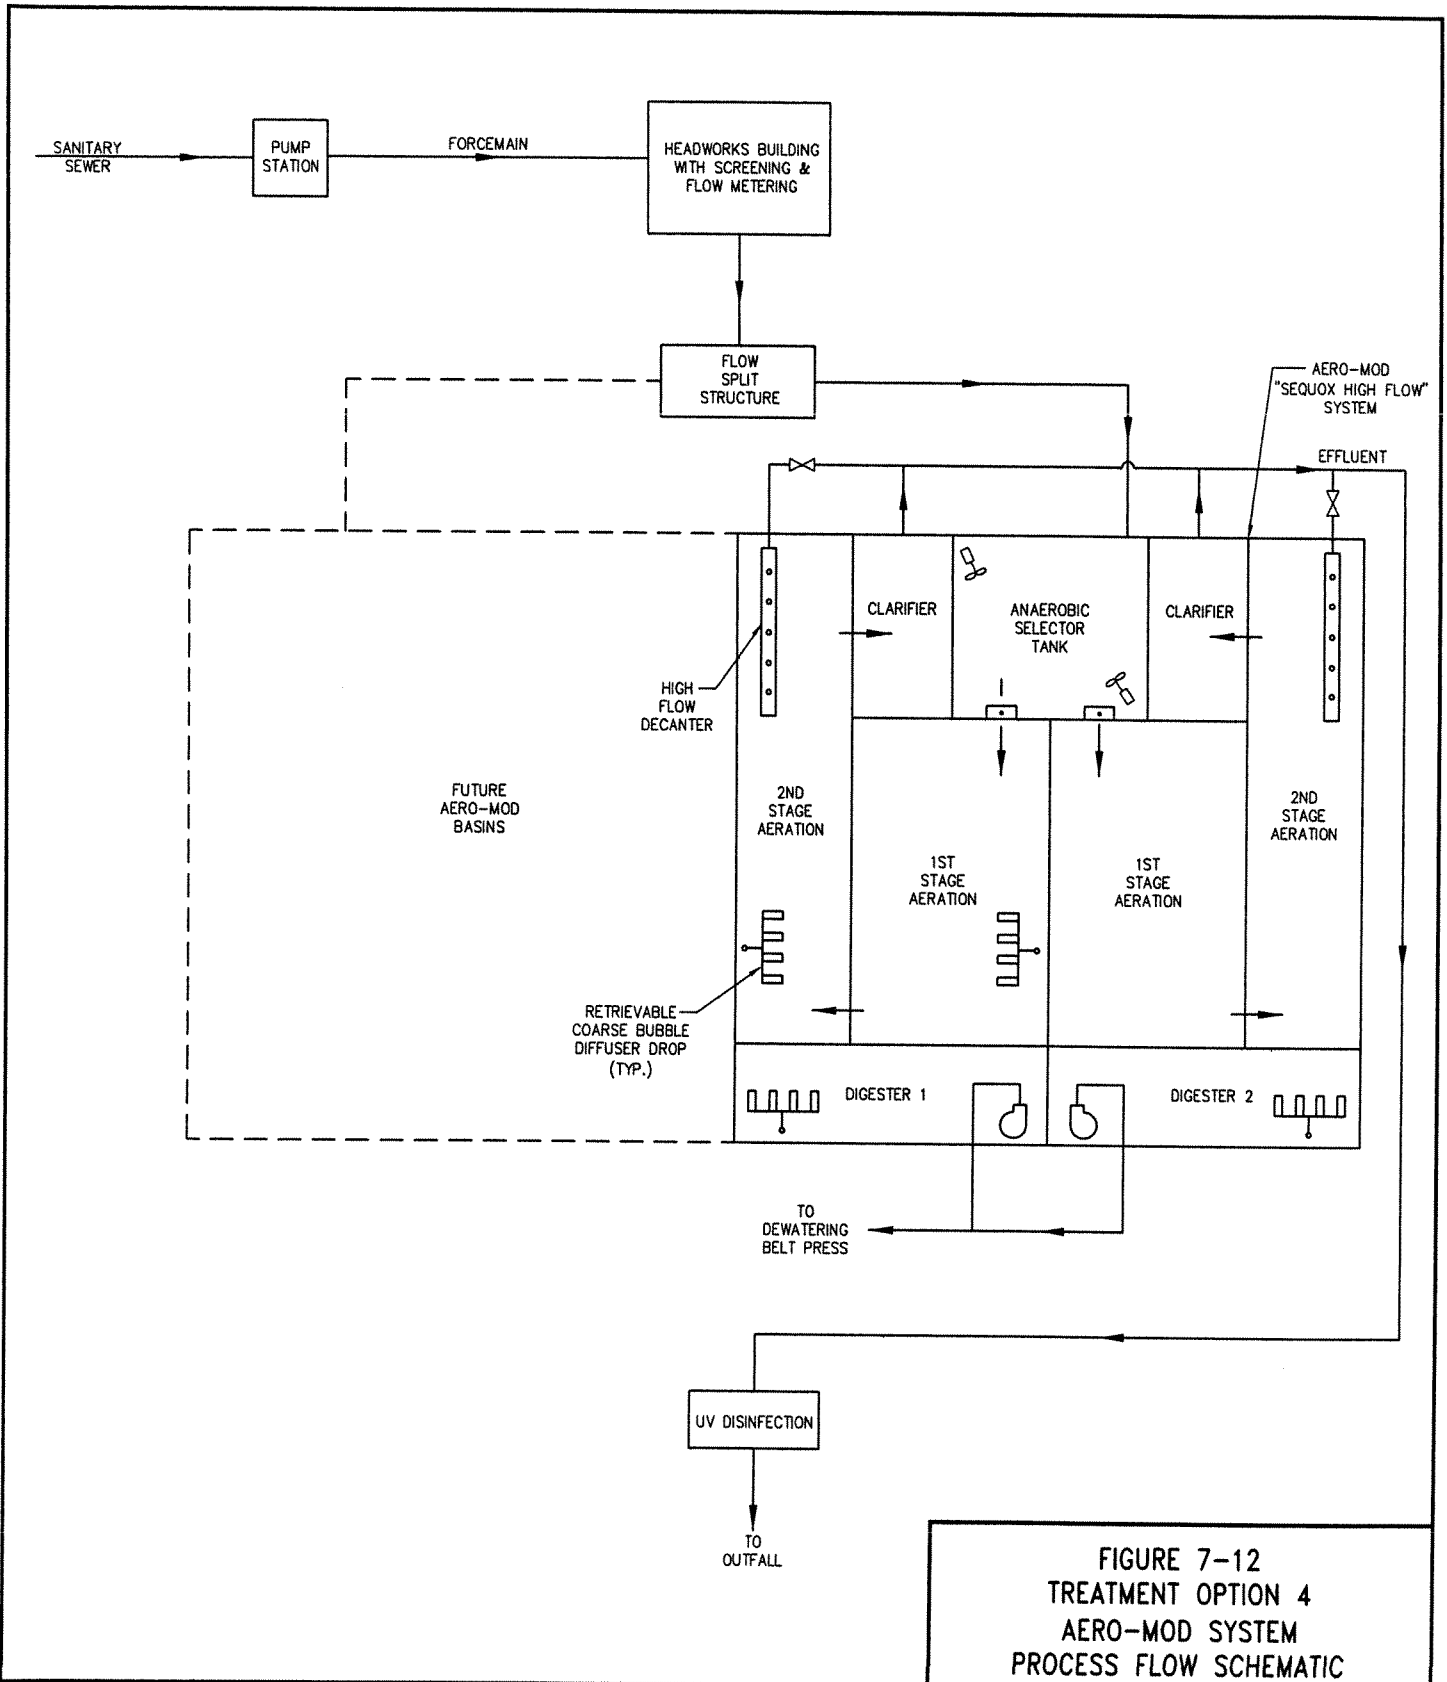 SANITARY
SEWER
PUMP
STATION
FORCEMAIN
HEADWORKS BUILDING
WITH SCREENING &
FLOW METERING
FLOW
SPLIT
STRUCTURE
AERO-MOD
"SEQUOX HIGH FLOW"
SYSTEM
EFFLUENT
CLARIFIER
ANAEROBIC
SELECTOR
TANK
CLARIFIER
HIGH
FLOW
DECANTER
FUTURE
AERO-MOD
BASINS
2ND
STAGE
AERATION
1ST
STAGE
AERATION
1ST
STAGE
AERATION
2ND
STAGE
AERATION
RETRIEVABLE
COARSE BUBBLE
DIFFUSER DROP
(TYP.)
DIGESTER 1
DIGESTER 2
TO
DEWATERING
BELT PRESS
UV DISINFECTION
TO
OUTFALL
FIGURE 7-12
TREATMENT OPTION 4
AERO-MOD SYSTEM
PROCESS FLOW SCHEMATIC